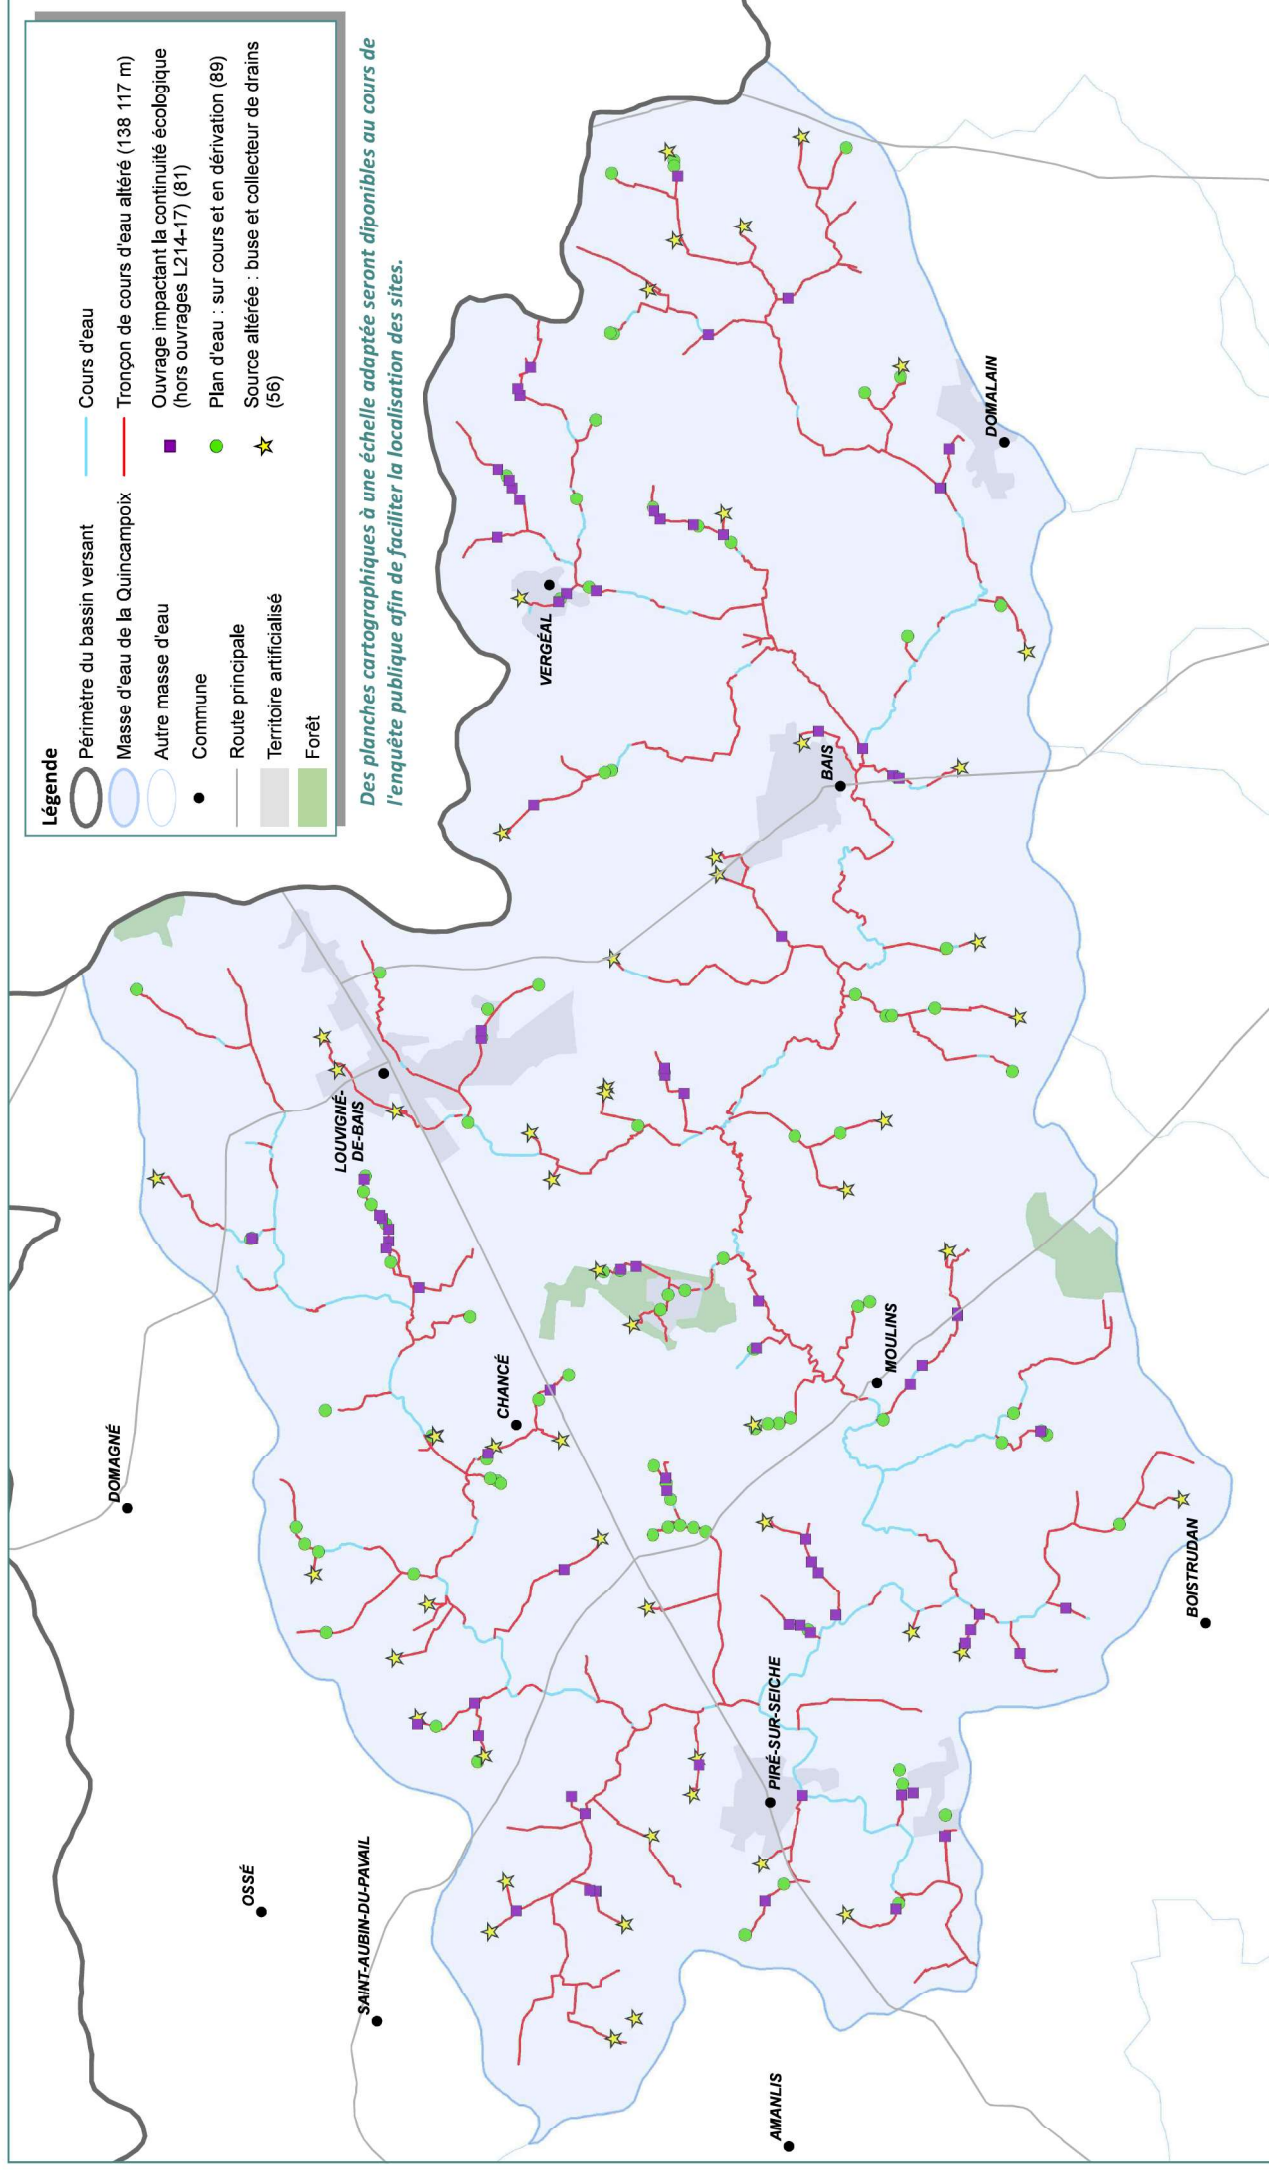 Légende
Périmètre du bassin versant
Masse d'eau de la Quincampoix
Autre masse d'eau
Commune
Route principale
Territoire artificialisé
Forêt
Cours d'eau
Tronçon de cours d'eau altéré (138 117 m)
Ouvrage impactant la continuité écologique
(hors ouvrages L214-17) (81)
Plan d'eau : sur cours et en dérivation (89)
Source altérée : buse et collecteur de drains
(56)
Des planches cartographiques à une échelle adaptée seront diponibles au cours de
l'enquête publique afin de faciliter la localisation des sites.
DOMAGNÉ
OSSÉ
SAINT-AUBIN-DU-PAVAIL
LOUVIGNÉ-
DE-BAIS
CHANCÉ
VERGÉAL
AMANLIS
PIRÉ-SUR-SEICHE
MOULINS
BAIS
DOMALAIN
BOISTRUDAN